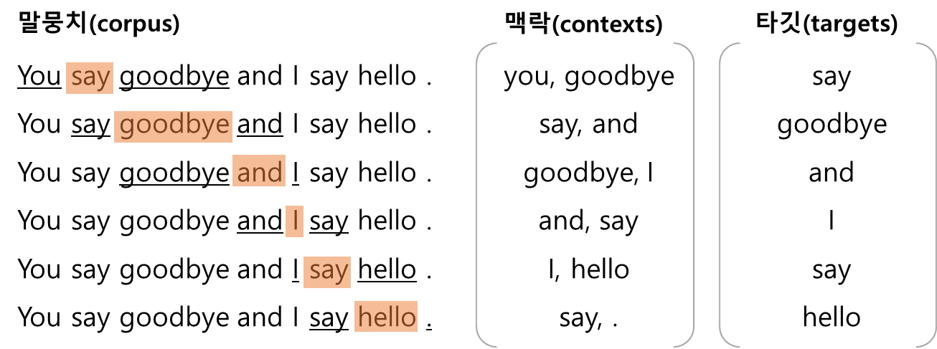 말뭉치(corpus) 맥락(contexts) 타깃(targets)
You say goodbye and I say hello . you, goodbye say
You say goodbye and I say hello . say, and goodbye
You say goodbye and I say hello . goodbye, I and
You say goodbye and I say hello . and, say I
You say goodbye and I say hello . I, hello say
You say goodbye and I say hello . say, . hello